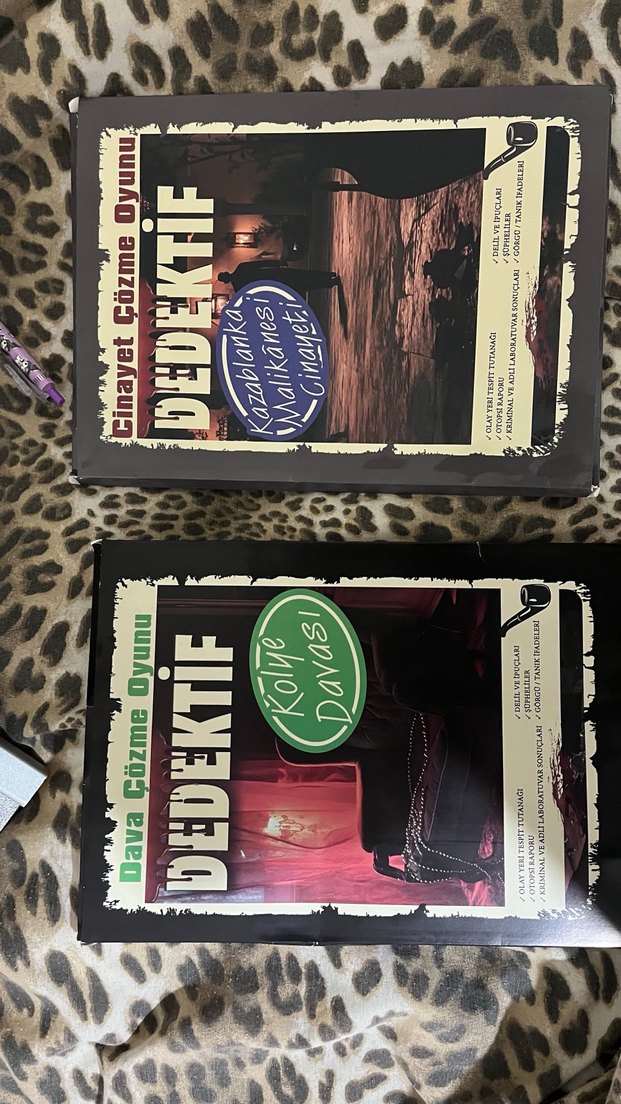 Cinayet Çözme Oyunu
DEDEKTİF
Kazablanka
Malikânesi
Cinayeti
✓ OLAY YERİ TESPİT TUTANAĞI
✓ OTOPSİ RAPORU
✓ KRİMİNAL VE ADLİ LABORATUVAR SONUÇLARI
✓ DELİL VE İPUÇLARI
✓ ŞÜPHELİLER
✓ GÖRGÜ / TANIK İFADELERİ
Dava Çözme Oyunu
DEDEKTİF
Kolye
Davası
✓ OLAY YERİ TESPİT TUTANAĞI
✓ OTOPSİ RAPORU
✓ KRİMİNAL VE ADLİ LABORATUVAR SONUÇLARI
✓ DELİL VE İPUÇLARI
✓ ŞÜPHELİLER
✓ GÖRGÜ / TANIK İFADELERİ